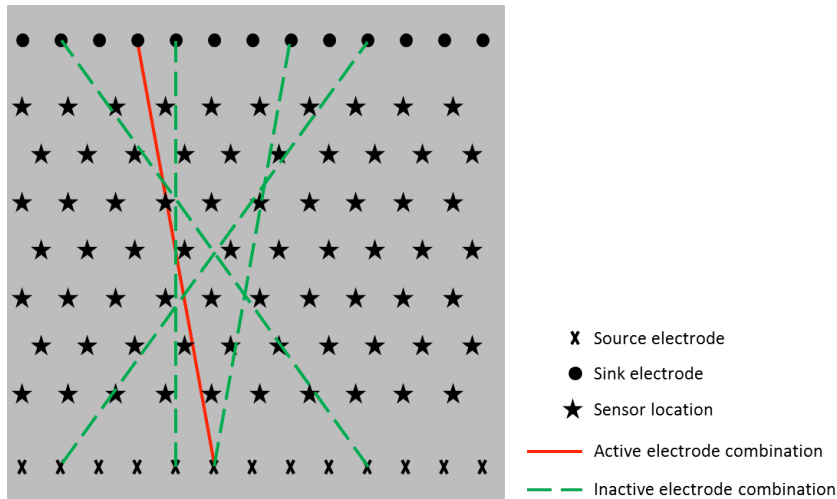 Source electrode
Sink electrode
Sensor location
Active electrode combination
Inactive electrode combination